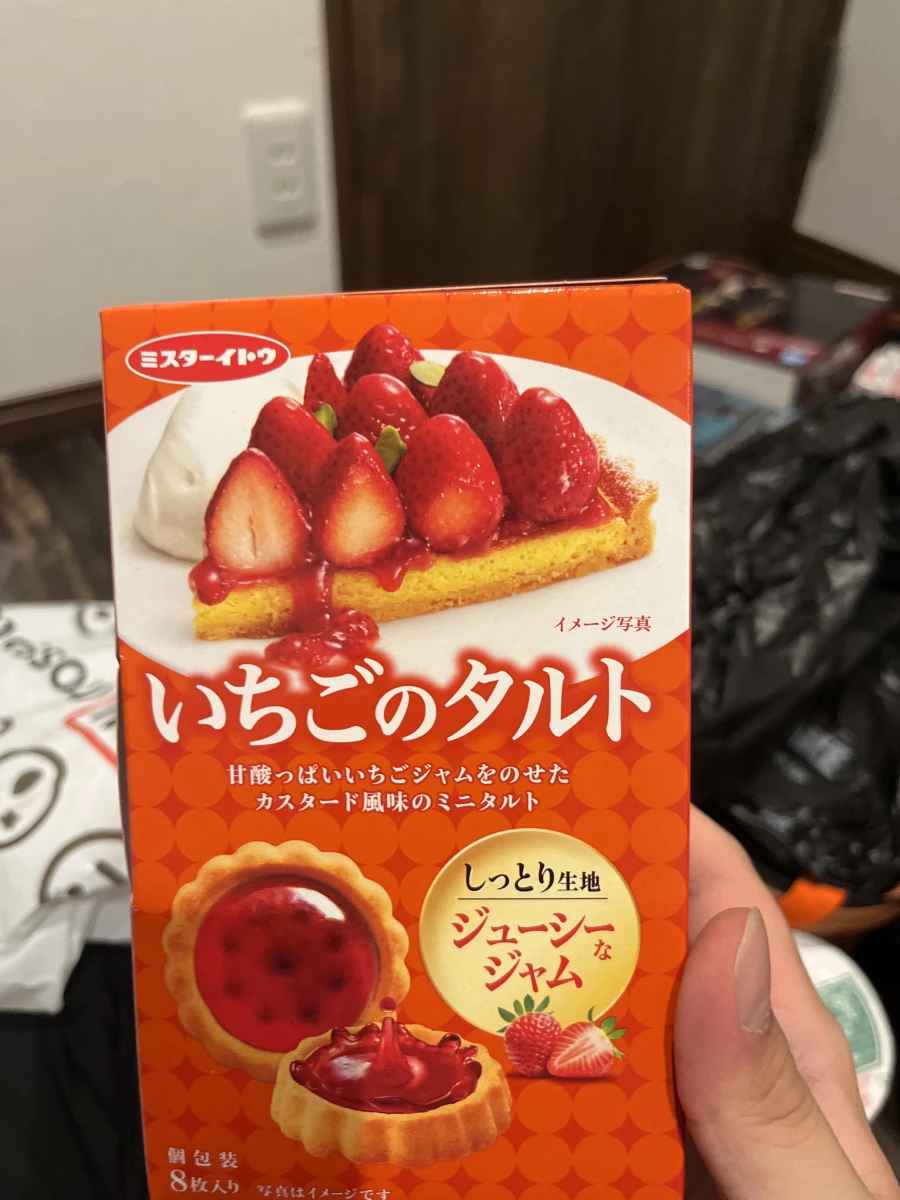 ミスターイトウ
イメージ写真
いちごのタルト
甘酸っぱいいちごジャムをのせた
カスタード風味のミニタルト
しっとり生地
ジューシーな
ジャム
個包装
8枚入り 写真はイメージです